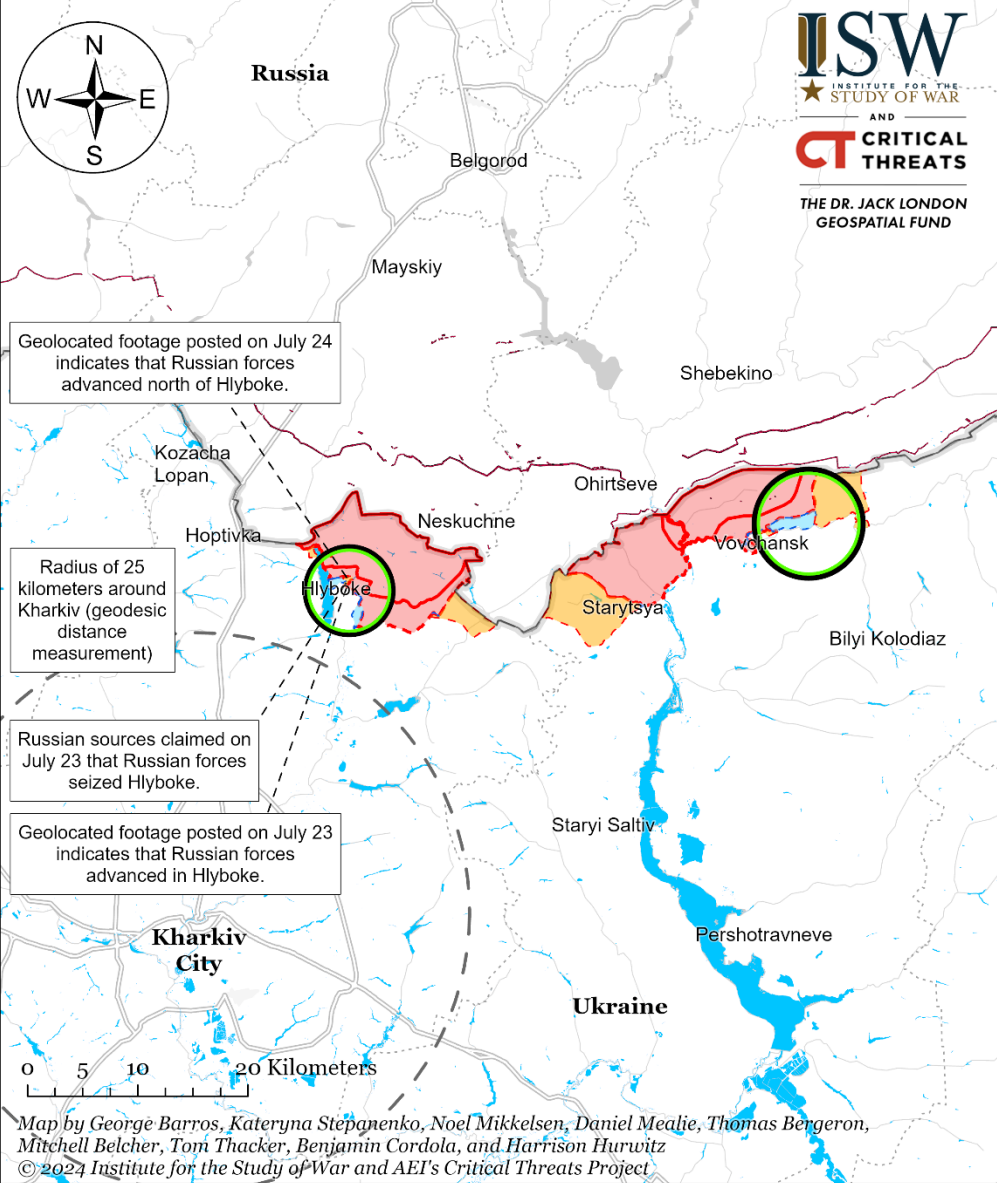 N
W
E
S
Russia
ISW
INSTITUTE FOR THE
STUDY OF WAR
AND
CT CRITICAL
THREATS
THE DR. JACK LONDON
GEOSPATIAL FUND
Belgorod
Mayskiy
Geolocated footage posted on July 24
indicates that Russian forces
advanced north of Hlyboke.
Shebekino
Kozacha
Lopan
Ohirtseve
Neskuchne
Hoptivka
Vovchansk
Radius of 25
kilometers around
Kharkiv (geodesic
distance
measurement)
Hlyboke
Starytsya
Bilyi Kolodiaz
Russian sources claimed on
July 23 that Russian forces
seized Hlyboke.
Geolocated footage posted on July 23
indicates that Russian forces
advanced in Hlyboke.
Staryi Saltiv
Kharkiv
City
Pershotravneve
Ukraine
0 5 10 20 Kilometers
Map by George Barros, Kateryna Stepanenko, Noel Mikkelsen, Daniel Mealie, Thomas Bergeron,
Mitchell Belcher, Tom Thacker, Benjamin Cordola, and Harrison Hurwitz
© 2024 Institute for the Study of War and AEI's Critical Threats Project